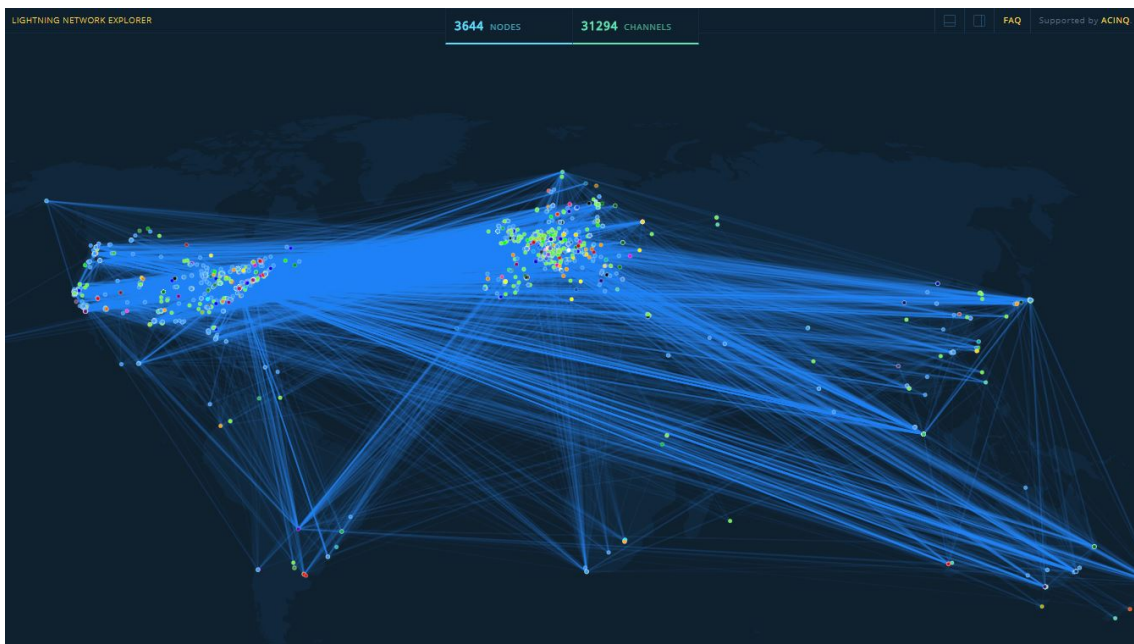 LIGHTNING NETWORK EXPLORER
3644 NODES
31294 CHANNELS
FAQ
Supported by ACINQ